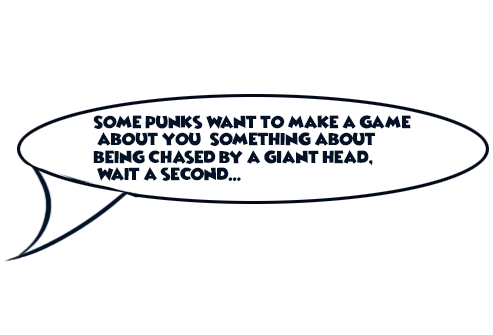 SOME PUNKS WANT TO MAKE A GAME
ABOUT YOU SOMETHING ABOUT
BEING CHASED BY A GIANT HEAD,
WAIT A SECOND...